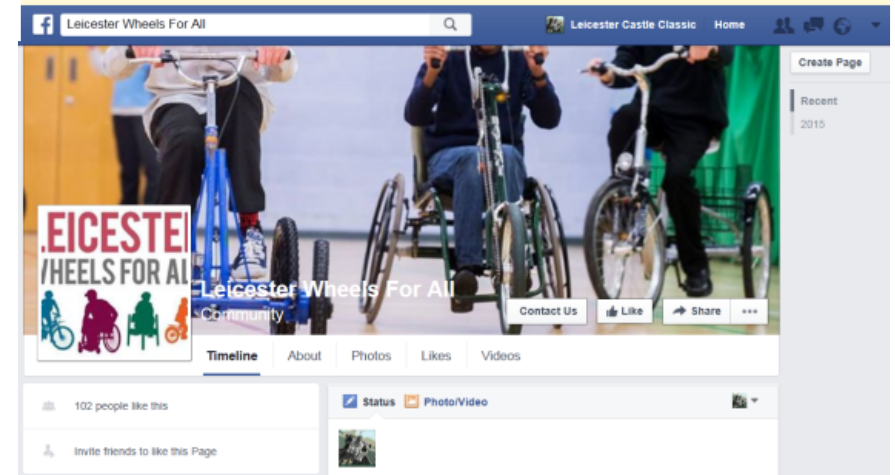 Leicester Wheels For All
Leicester Castle Classic Home
Create Page
Recent
2015
.EICESTEI
/HEELS FOR AL
Leicester Wheels For All
Community
Contact Us Like Share
Timeline About Photos Likes Videos
102 people like this
Status Photo/Video
Invite friends to like this Page